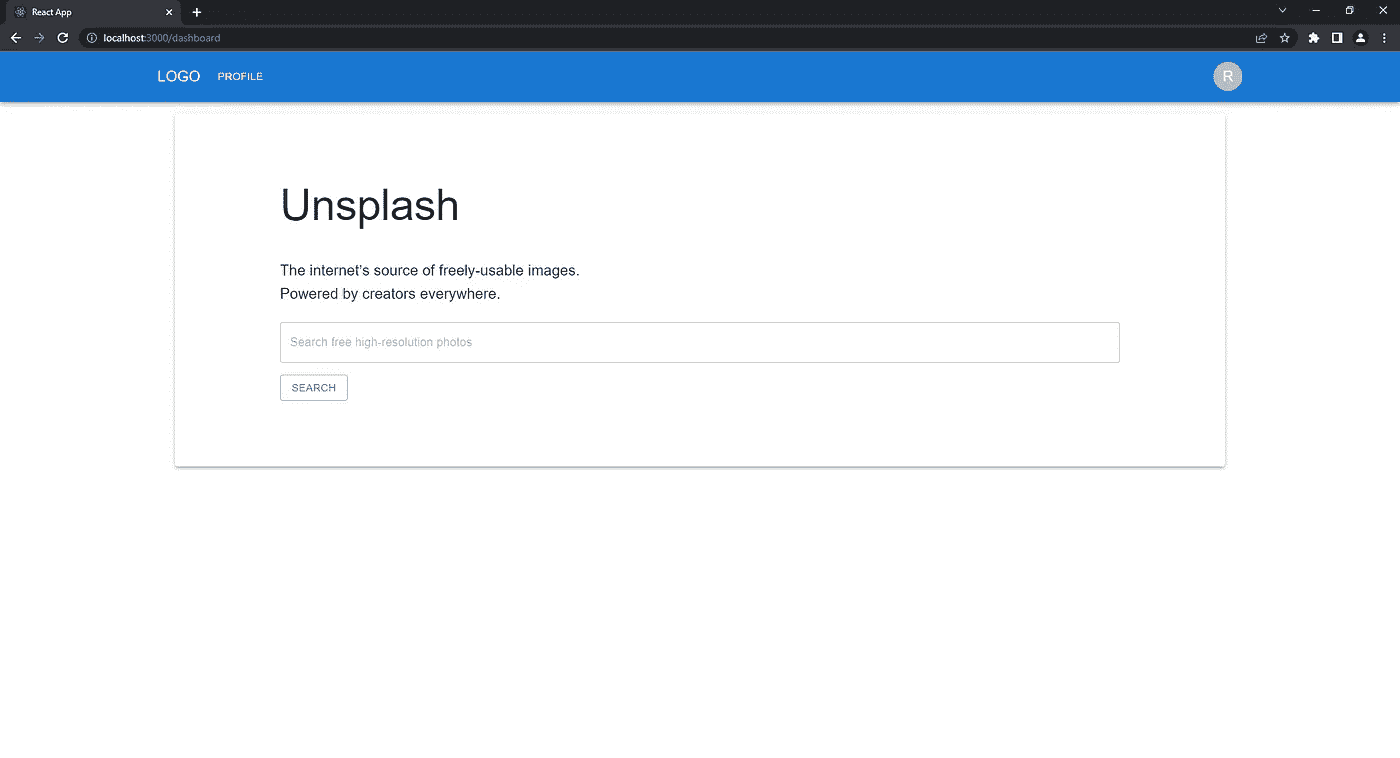 React App
localhost:3000/dashboard
LOGO PROFILE
R
Unsplash
The internet's source of freely-usable images.
Powered by creators everywhere.
Search free high-resolution photos
SEARCH